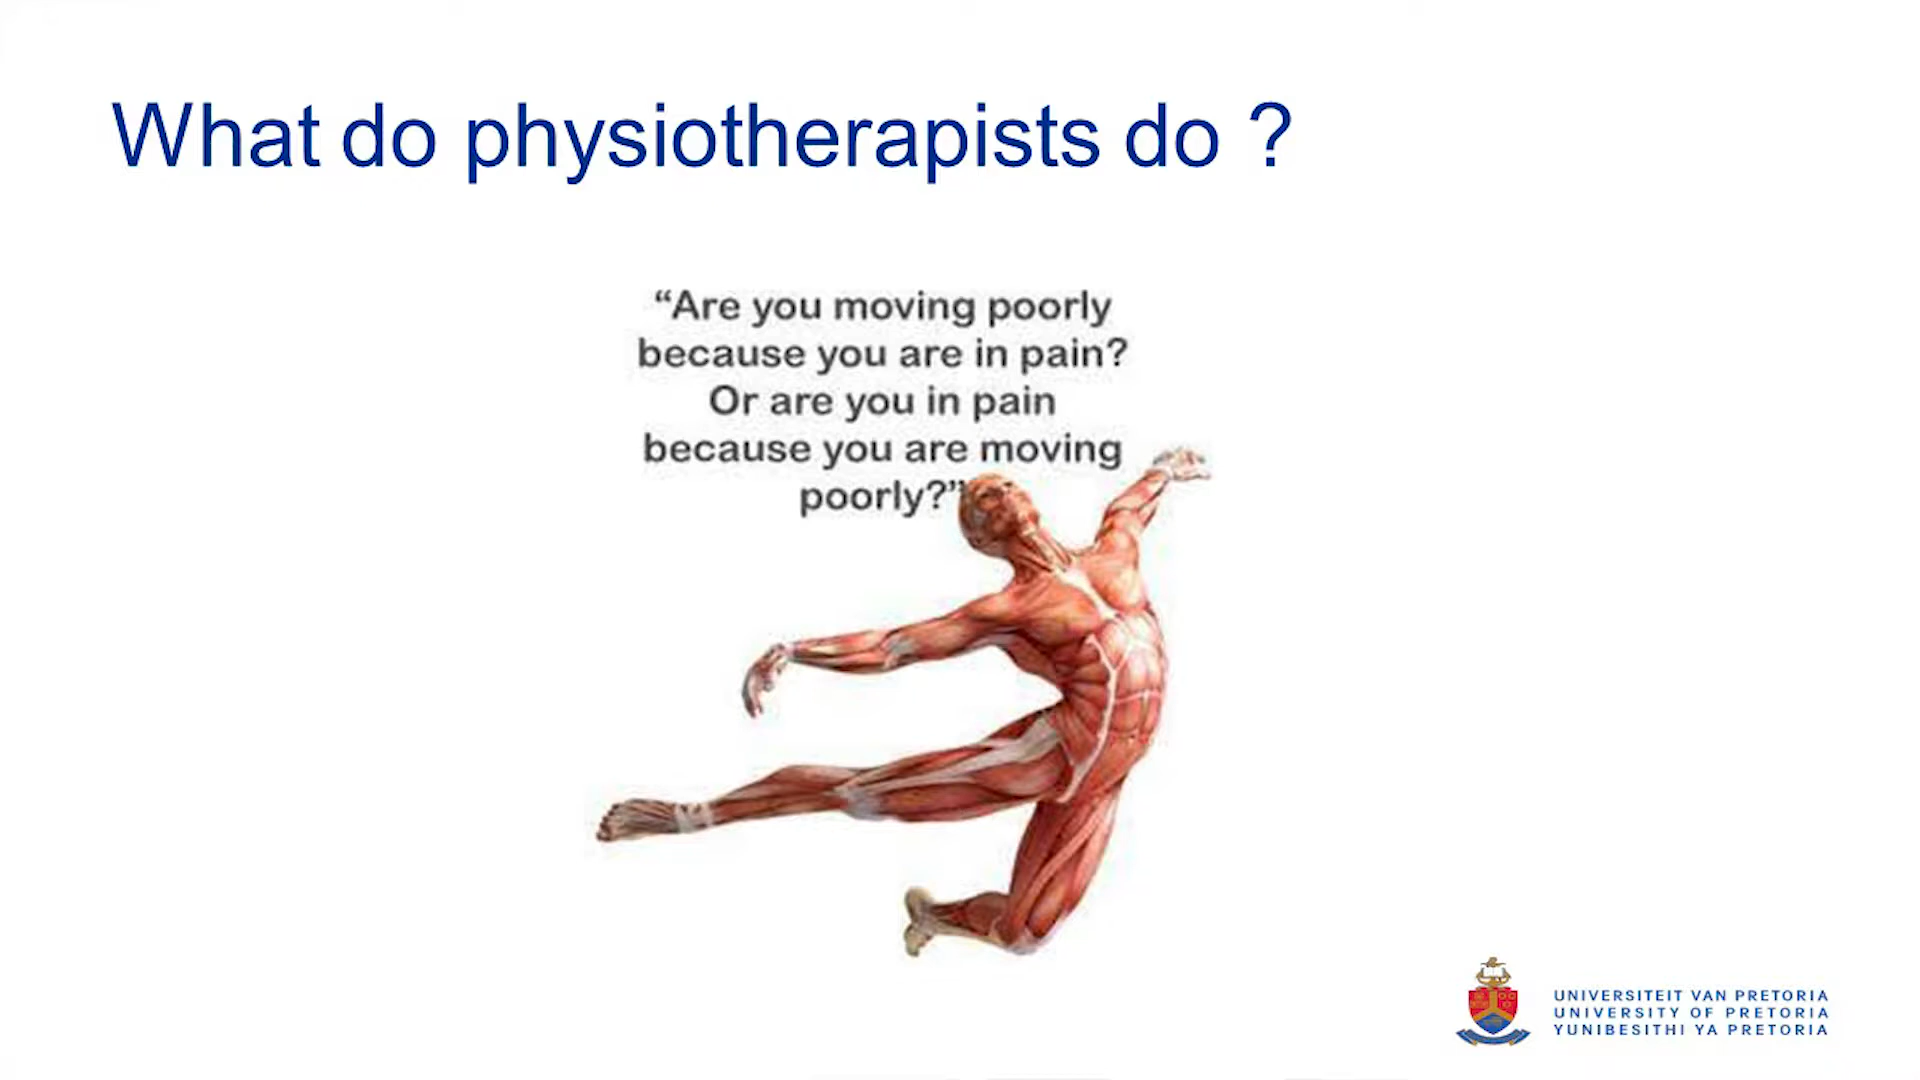 What do physiotherapists do ?
“Are you moving poorly
because you are in pain?
Or are you in pain
because you are moving
poorly?”
UNIVERSITEIT VAN PRETORIA
UNIVERSITY OF PRETORIA
YUNIBESITHI YA PRETORIA